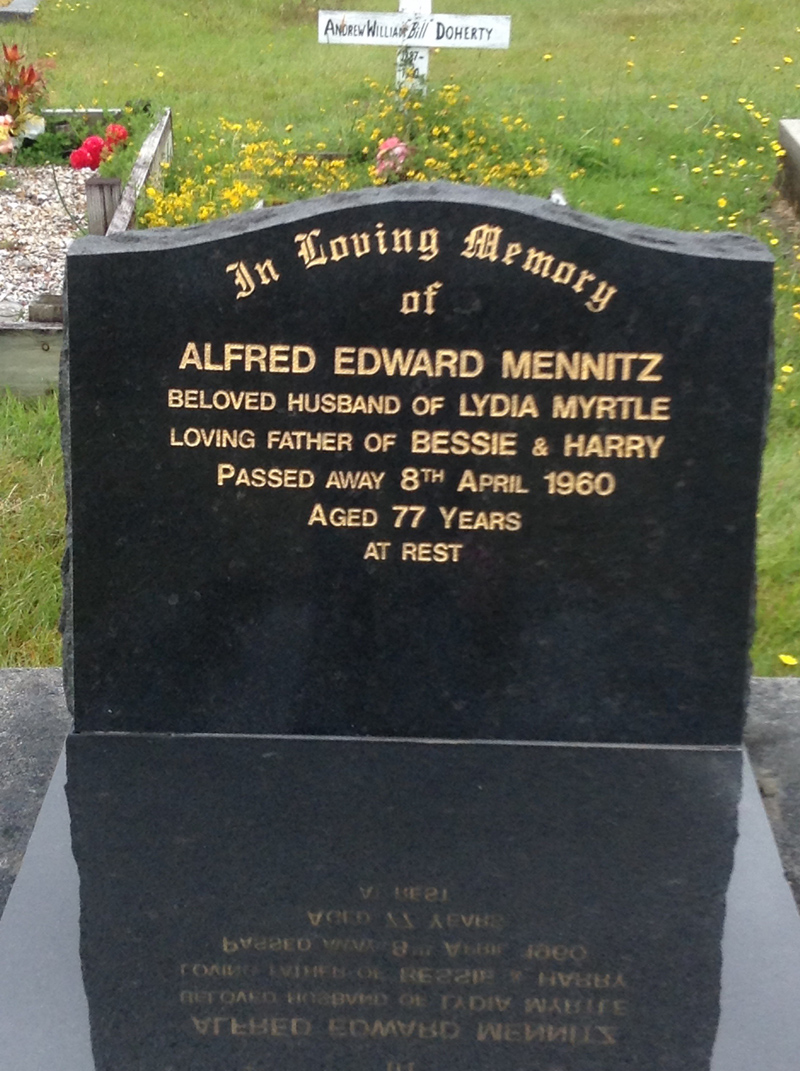 ANDREW WILLIAM "Bill" DOHERTY
In Loving Memory
of
ALFRED EDWARD MENNITZ
BELOVED HUSBAND OF LYDIA MYRTLE
LOVING FATHER OF BESSIE & HARRY
PASSED AWAY 8TH APRIL 1960
AGED 77 YEARS
AT REST